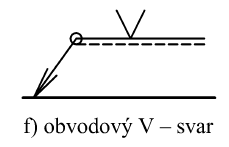 f) obvodový V – svar